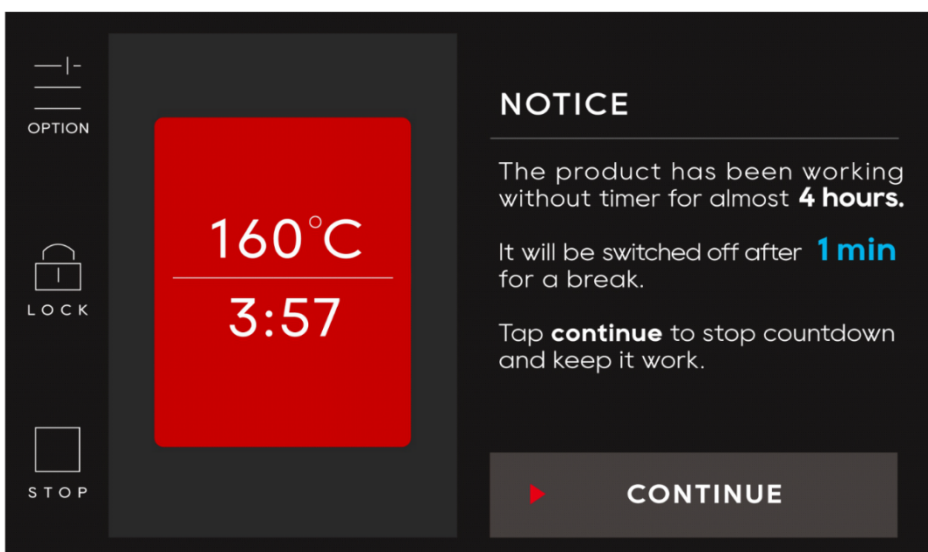 OPTION
LOCK
STOP
160°C
3:57
NOTICE
The product has been working
without timer for almost 4 hours.
It will be switched off after 1 min
for a break.
Tap continue to stop countdown
and keep it work.
CONTINUE